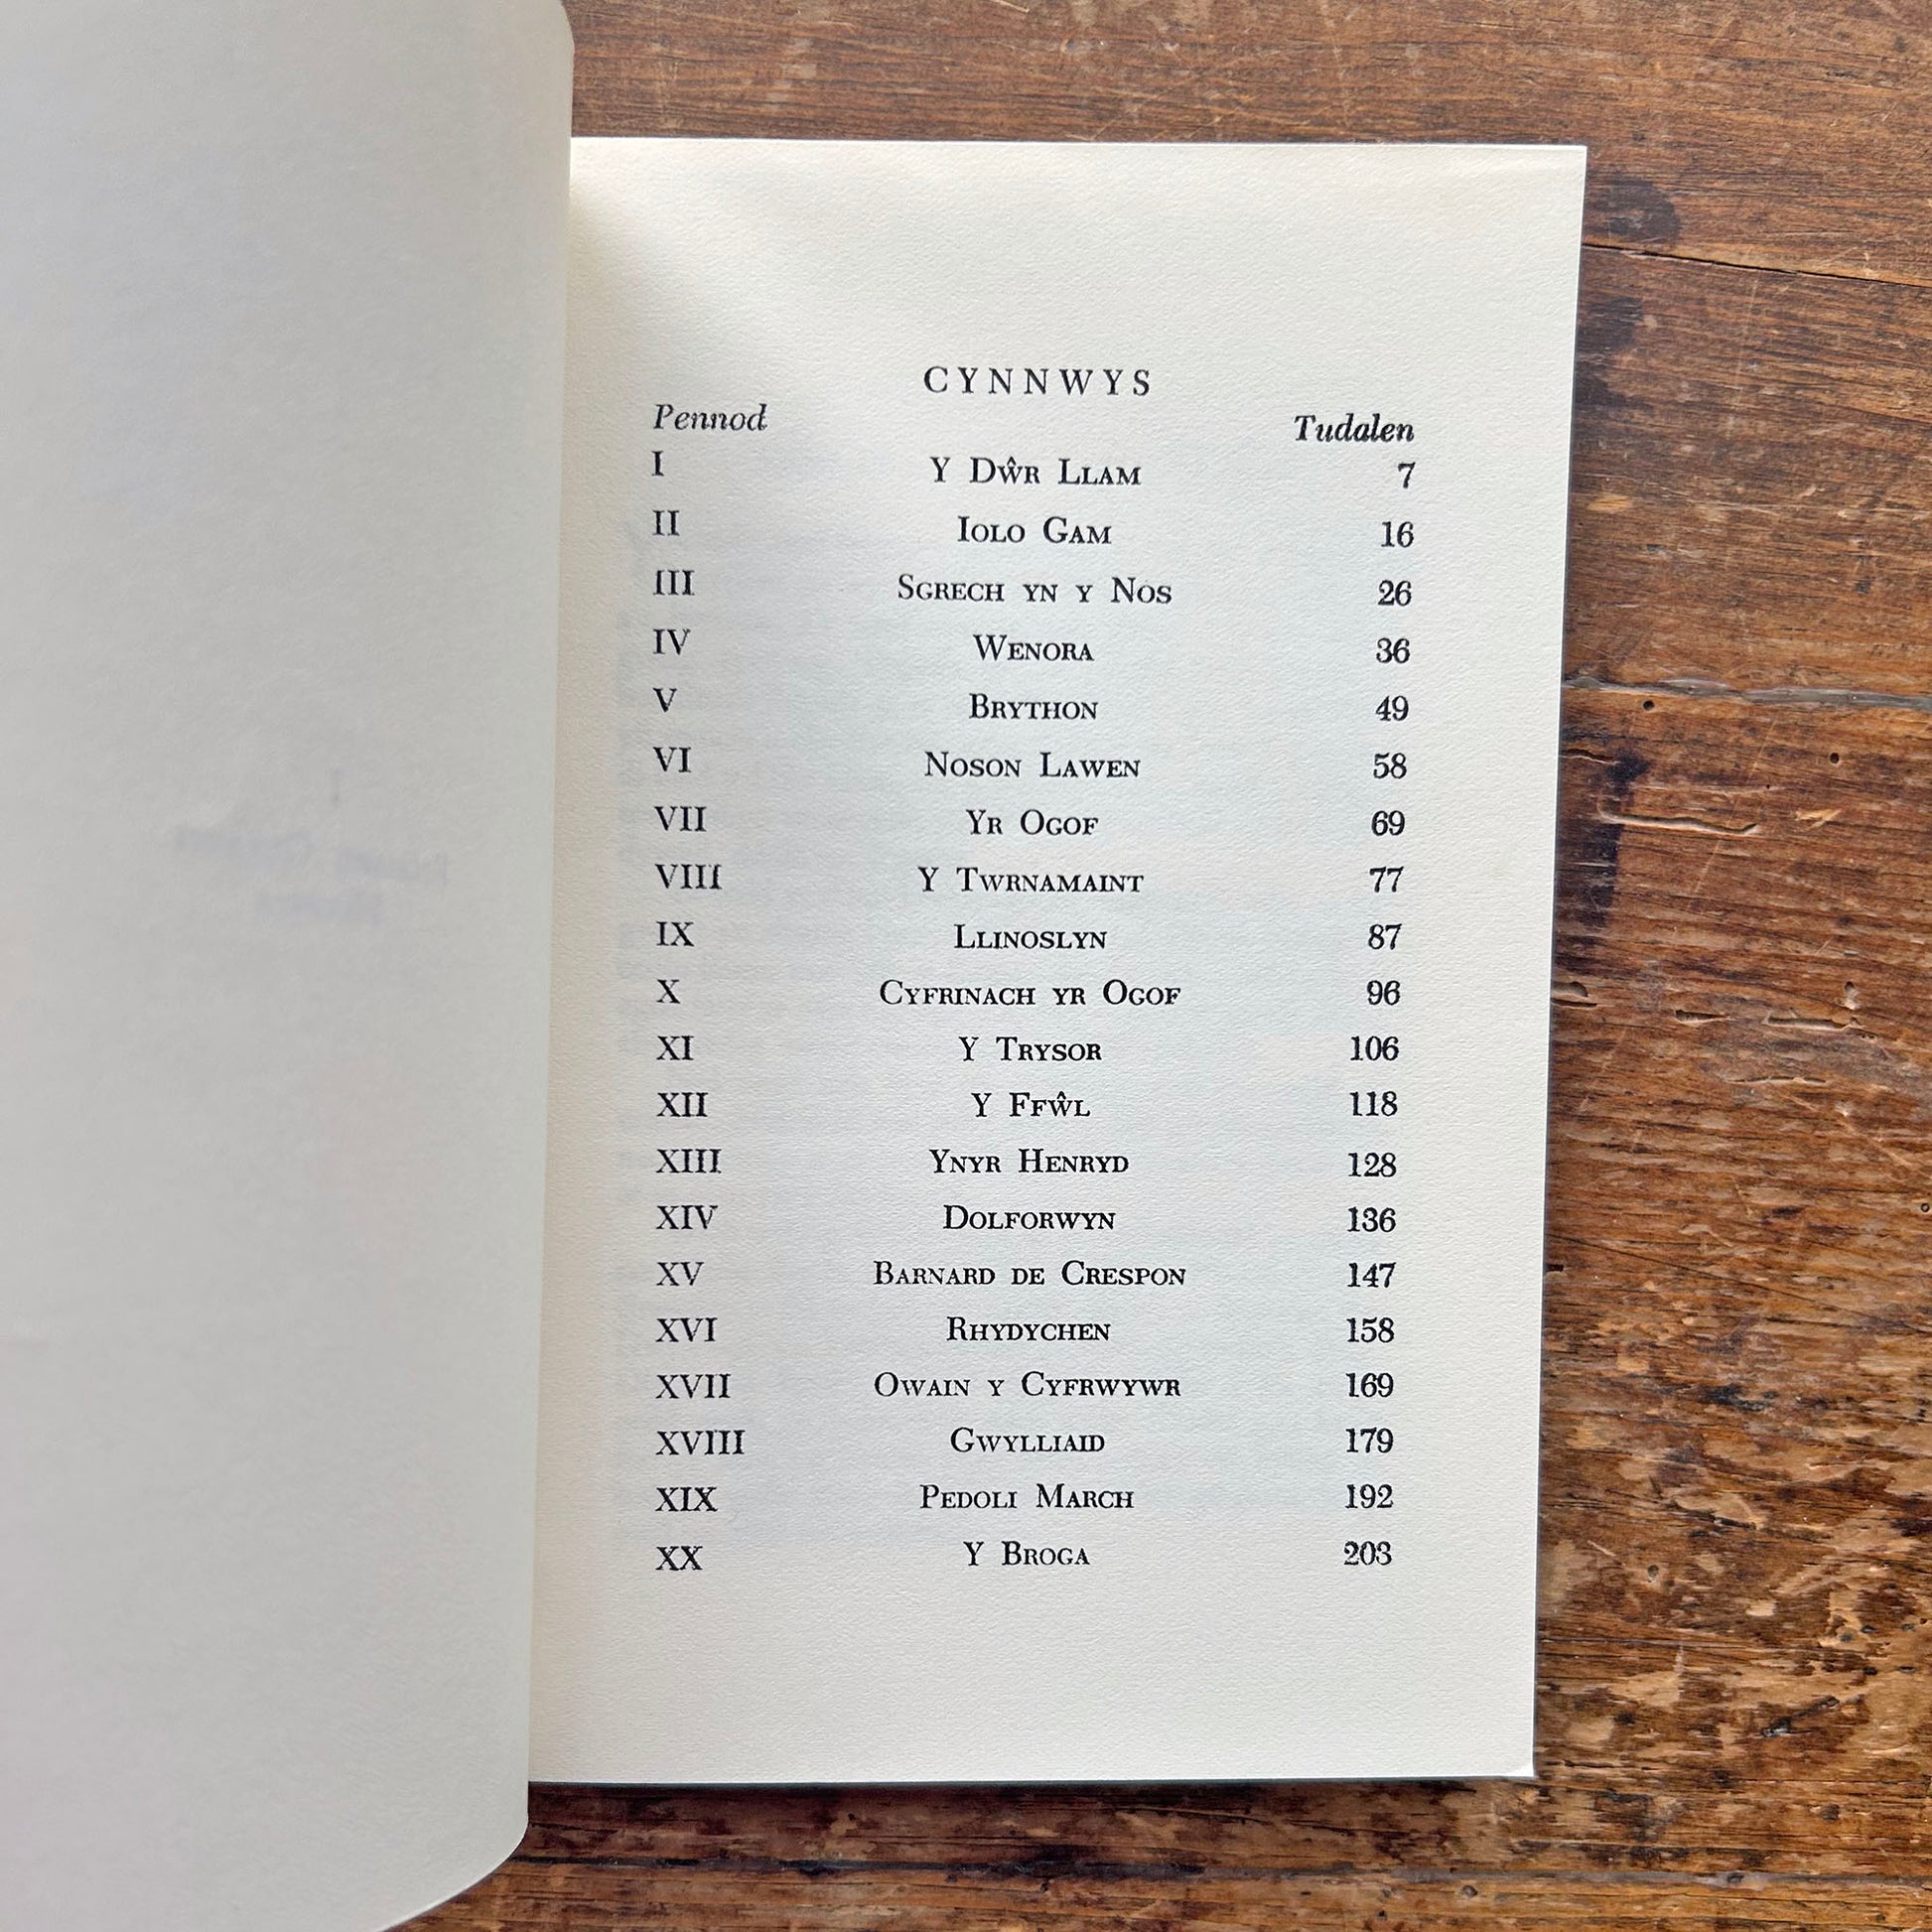 CYNNWYS
Pennod Tudalen
I Y Dŵr Llam 7
II Iolo Gam 16
III Sgrech yn y Nos 26
IV Wenora 36
V Brython 49
VI Noson Lawen 58
VII Yr Ogof 69
VIII Y Twrnamaint 77
IX Llinoslyn 87
X Cyfrinach yr Ogof 96
XI Y Trysor 106
XII Y Ffŵl 118
XIII Ynyr Henryd 128
XIV Dolforwyn 136
XV Barnard de Crespon 147
XVI Rhydychen 158
XVII Owain y Cyfrwywr 169
XVIII Gwylliaid 179
XIX Pedoli March 192
XX Y Broga 203